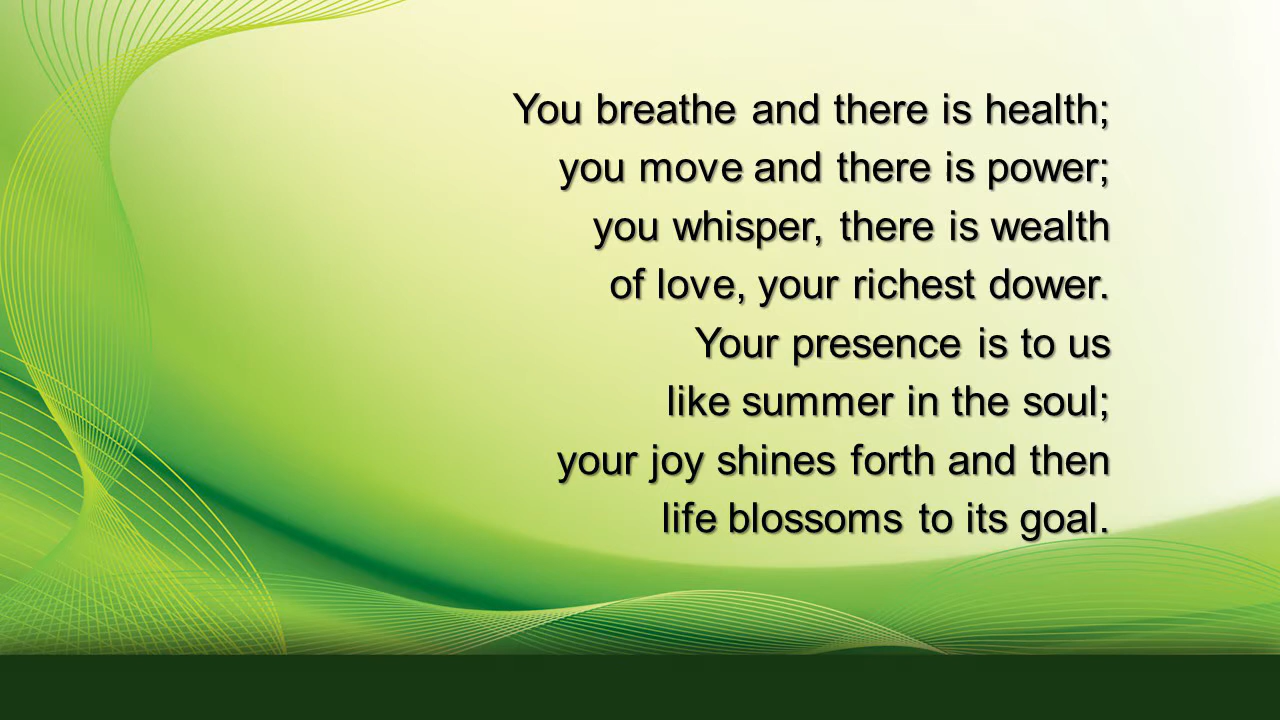 You breathe and there is health;
you move and there is power;
you whisper, there is wealth
of love, your richest dower.
Your presence is to us
like summer in the soul;
your joy shines forth and then
life blossoms to its goal.